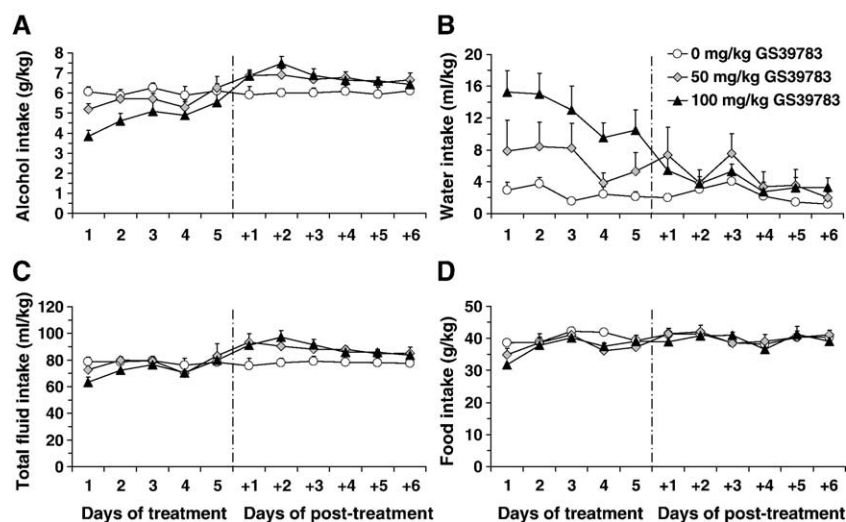 A
Alcohol intake (g/kg)
8
7
6
5
4
3
2
1
0
1 2 3 4 5 +1 +2 +3 +4 +5 +6
B
Water intake (ml/kg)
20
16
12
8
4
0
1 2 3 4 5 +1 +2 +3 +4 +5 +6
0 mg/kg GS39783
50 mg/kg GS39783
100 mg/kg GS39783
C
Total fluid intake (ml/kg)
120
100
80
60
40
20
0
1 2 3 4 5 +1 +2 +3 +4 +5 +6
Days of treatment Days of post-treatment
D
Food intake (g/kg)
50
40
30
20
10
0
1 2 3 4 5 +1 +2 +3 +4 +5 +6
Days of treatment Days of post-treatment